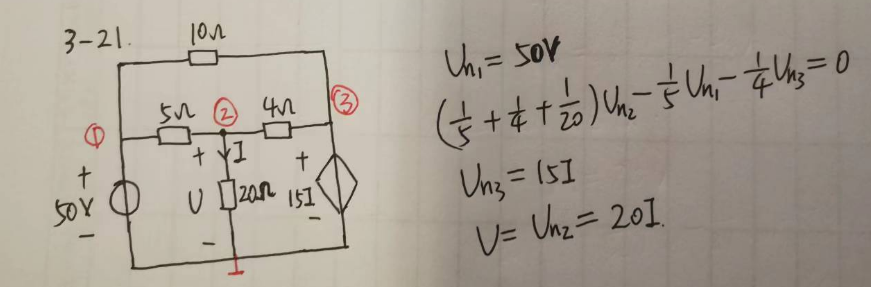 3-21.
10Ω
5Ω
②
4Ω
③
①
+ I +
+
50V
-
U
20Ω
15I
-
-
Un₁ = 50V
(1/5 + 1/4 + 1/20) Un₂ - 1/5 Un₁ - 1/4 Un₃ = 0
Un₃ = 15I
U = Un₂ = 20I.